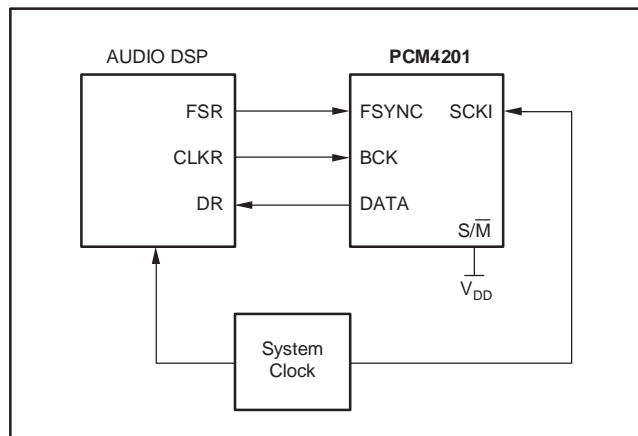 AUDIO DSP
PCM4201
FSR
FSYNC
SCKI
CLKR
BCK
DR
DATA
S/M̅
VDD
System
Clock